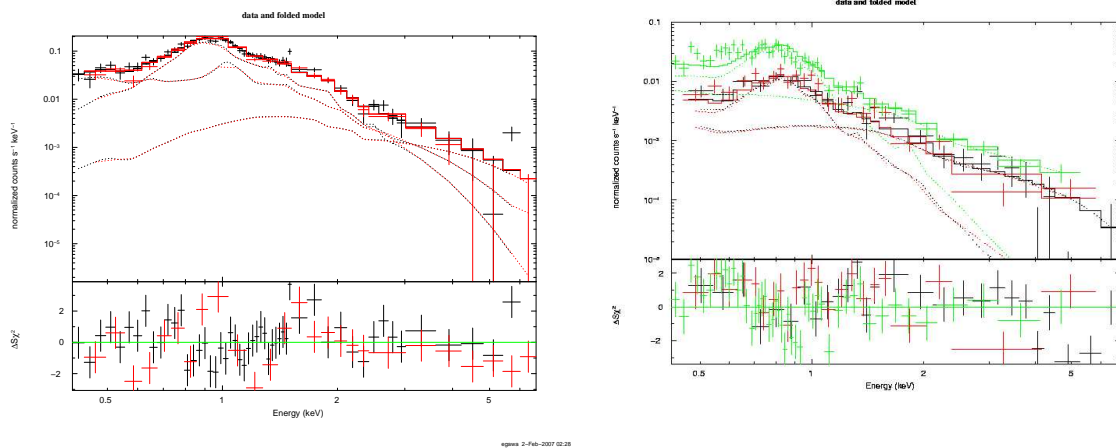 data and folded model
normalized counts s⁻¹ keV⁻¹
0.1
0.01
10⁻³
10⁻⁴
10⁻⁵
ΔSχ²
2
0
−2
0.5
1
2
5
Energy (keV)
data and folded model
normalized counts s⁻¹ keV⁻¹
0.1
0.01
10⁻³
10⁻⁴
10⁻⁵
ΔSχ²
2
0
−2
0.5
1
2
5
Energy (keV)
egawa 2−Feb−2007 02:28